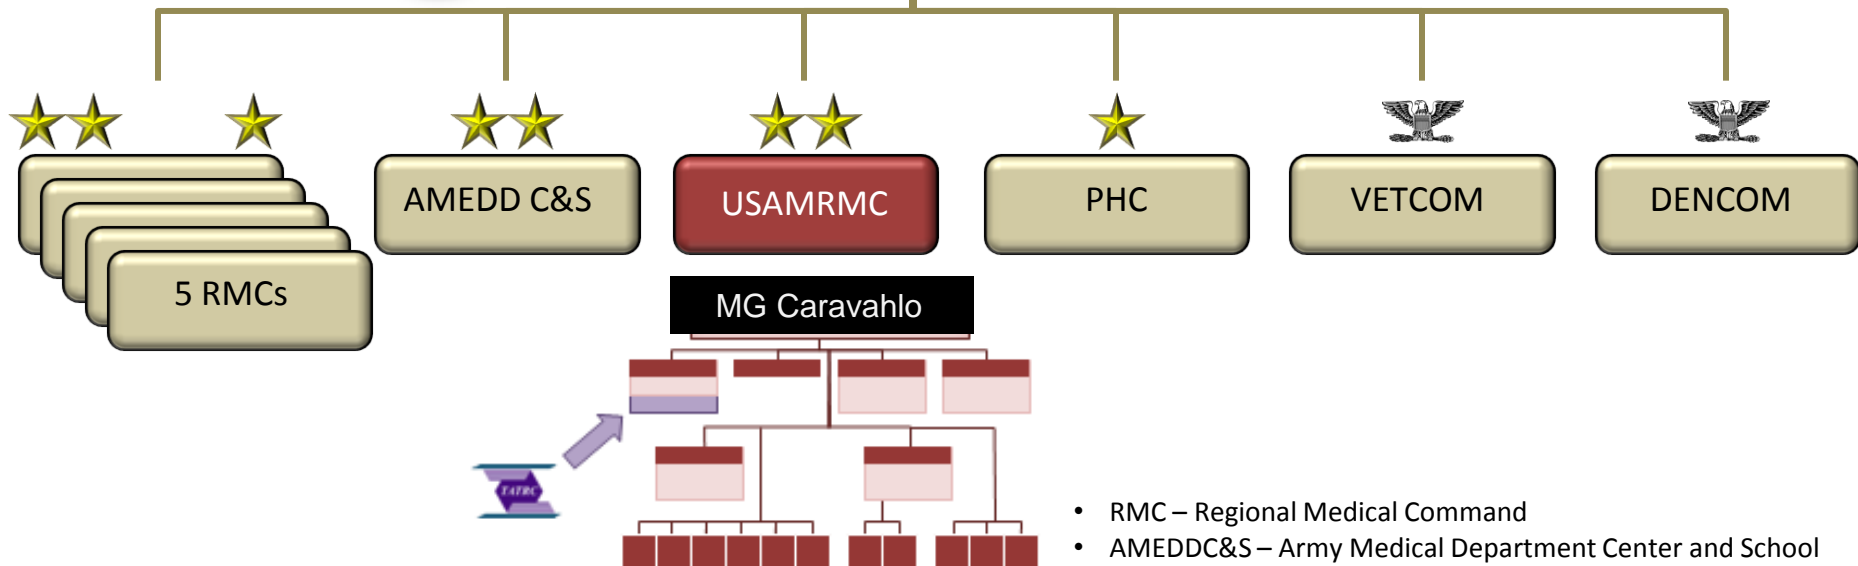 AMEDD C&S
USAMRMC
PHC
VETCOM
DENCOM
5 RMCs
MG Caravahlo
TATRC
• RMC – Regional Medical Command
• AMEDDC&S – Army Medical Department Center and School